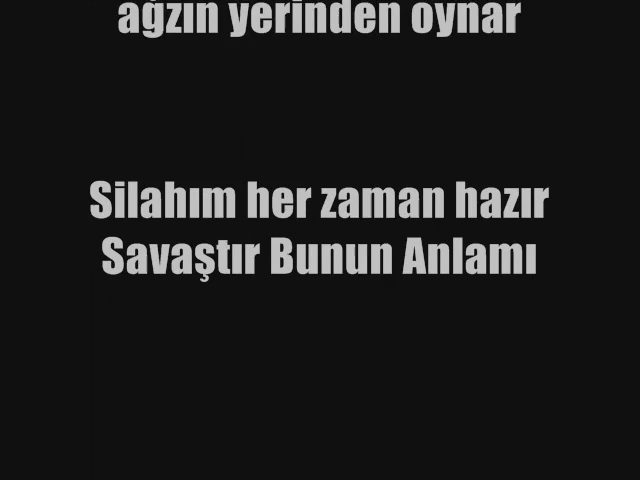 ağzın yerinden oynar
Silahım her zaman hazır
Savaştır Bunun Anlamı